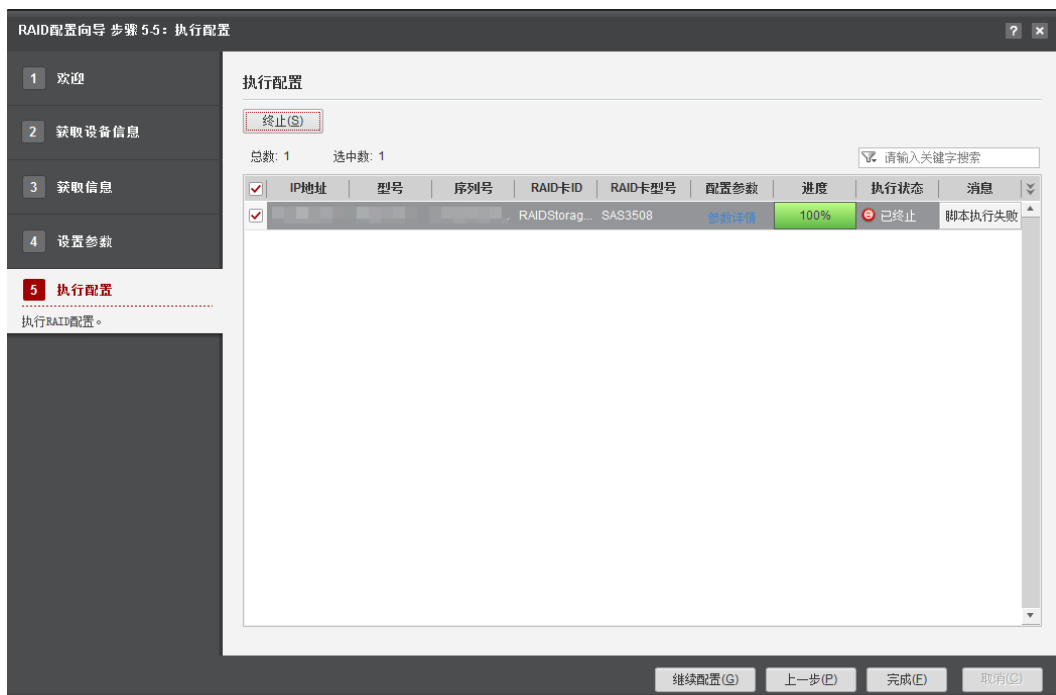 RAID配置向导 步骤 5-5：执行配置
?
1 欢迎
2 获取设备信息
3 获取信息
4 设置参数
5 执行配置
执行RAID配置。
执行配置
终止(S)
总数: 1 选中数: 1
请输入关键字搜索
IP地址 型号 序列号 RAID卡ID RAID卡型号 配置参数 进度 执行状态 消息
RAIDStorag... SAS3508 参数详情 100% 已终止 脚本执行失败
继续配置(G) 上一步(P) 完成(F) 取消(C)